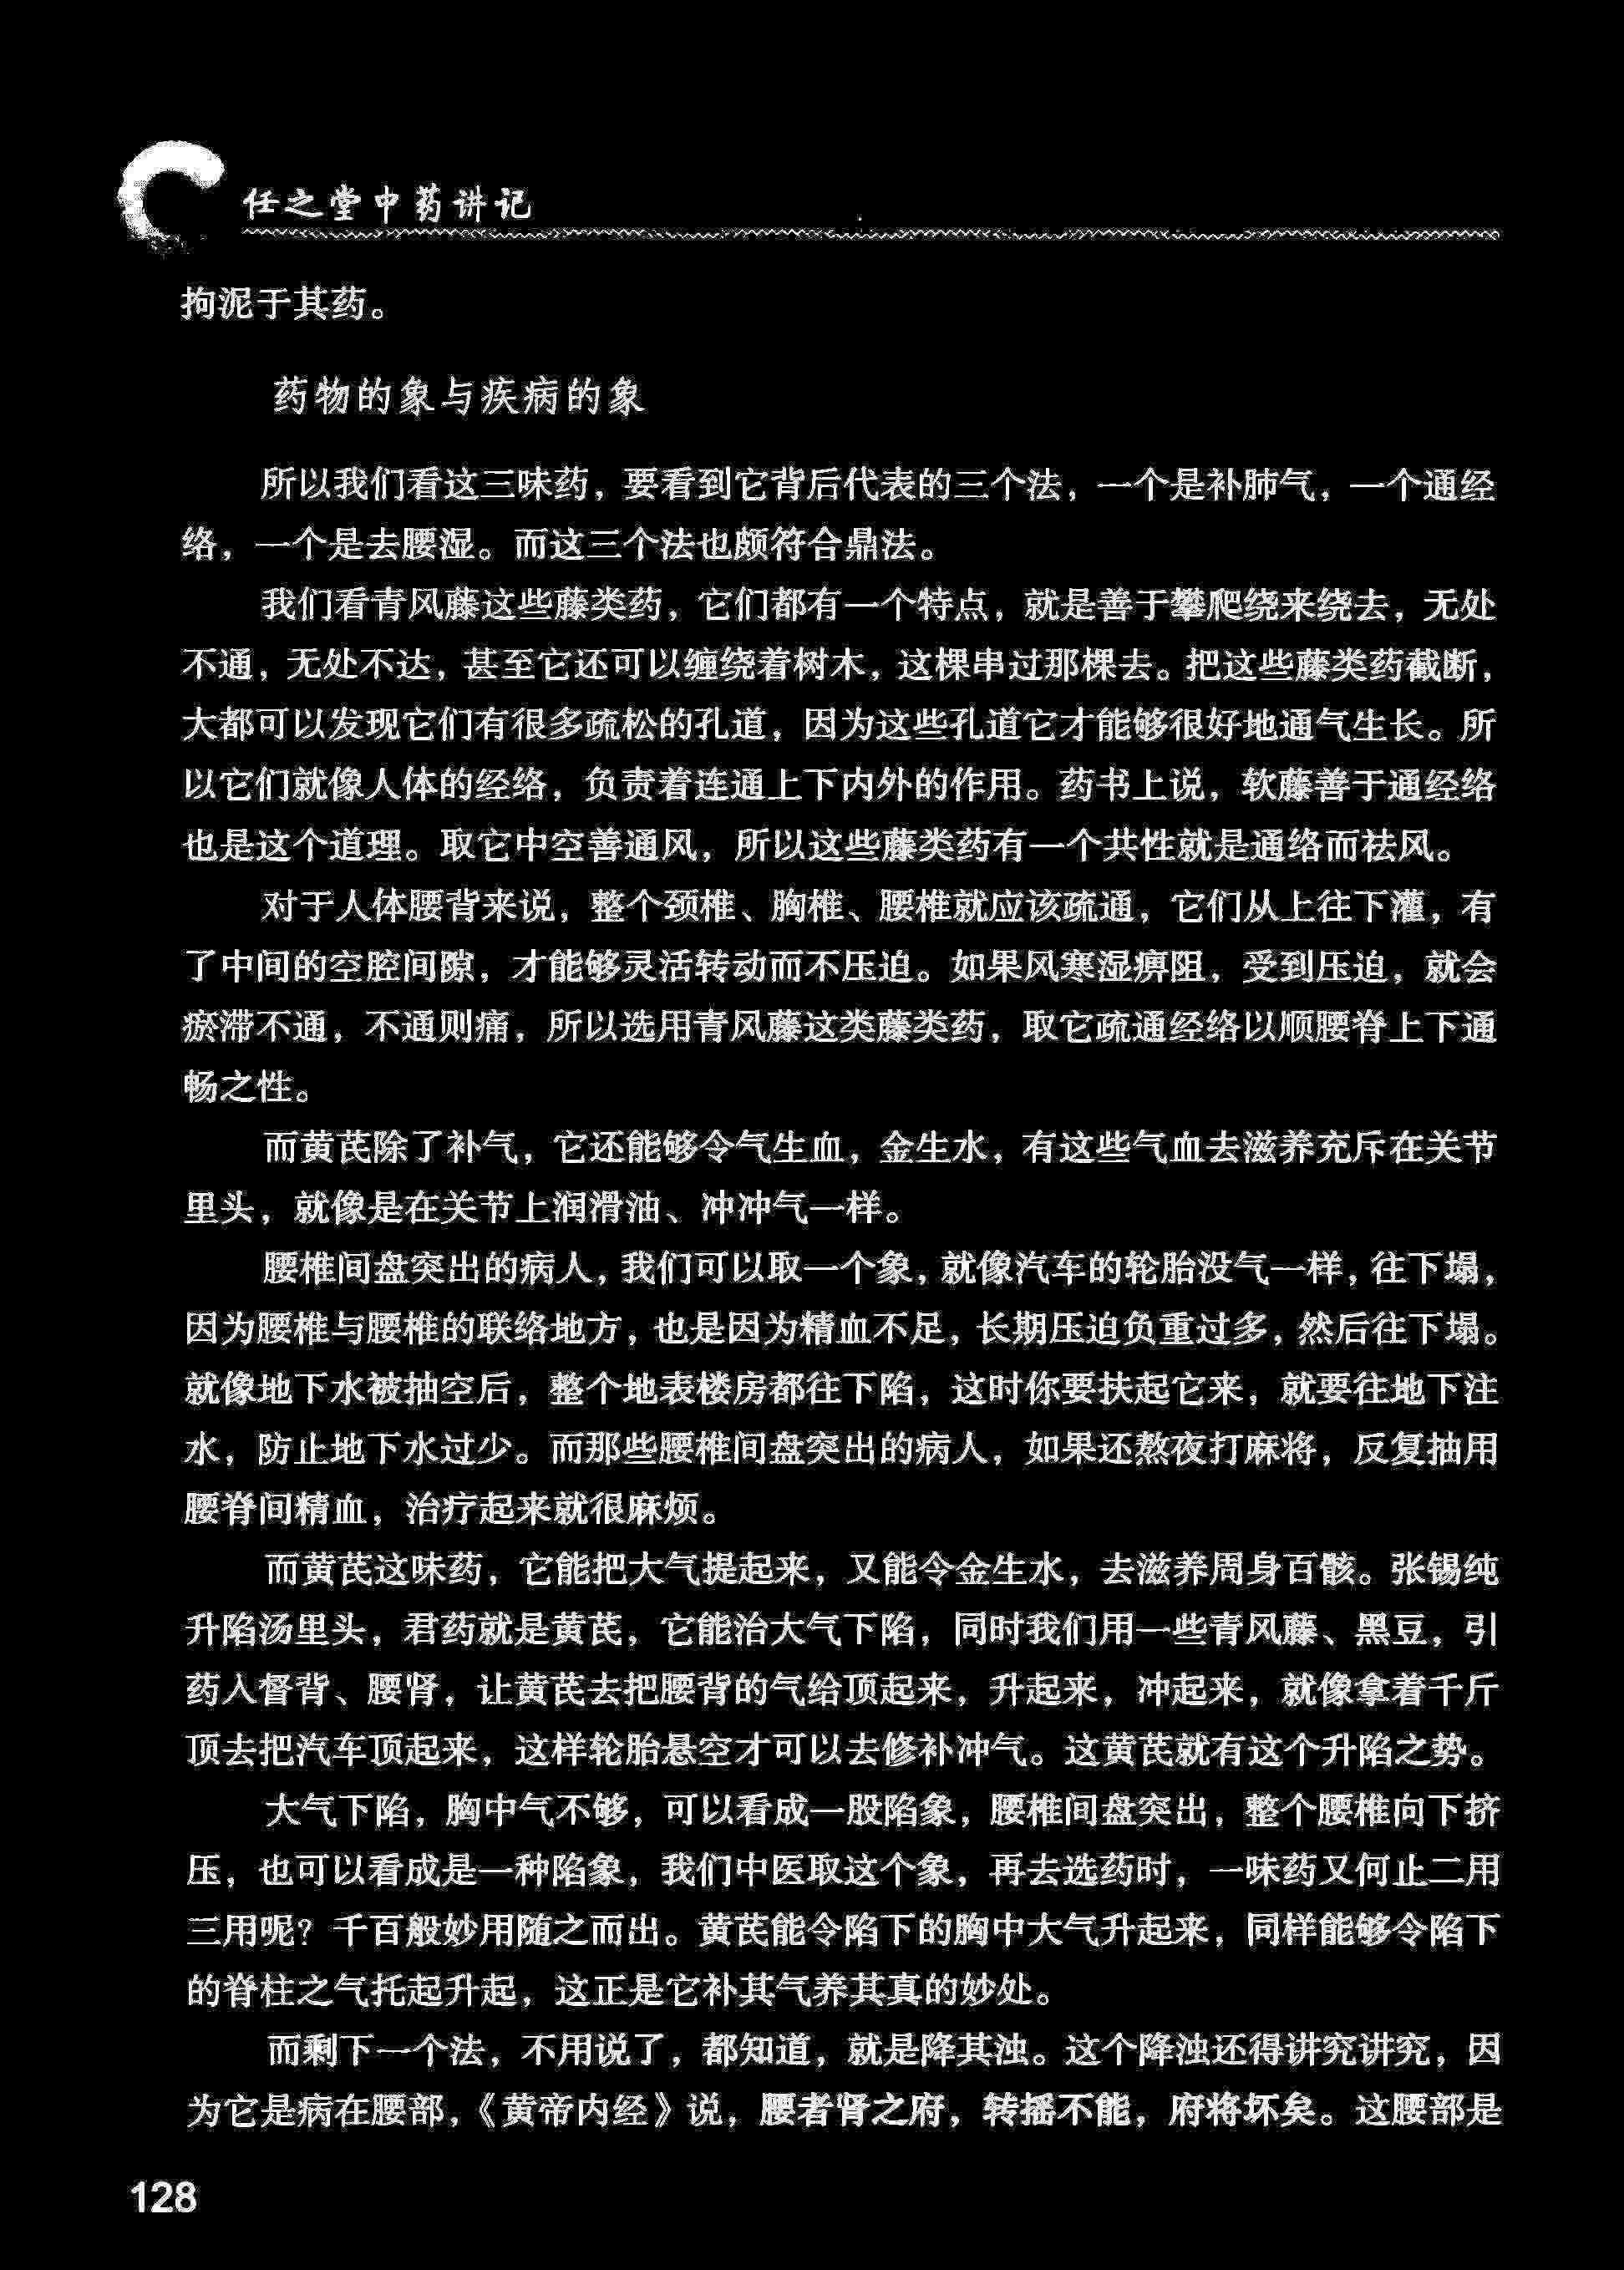 任之堂中药讲记
拘泥于其药。
药物的象与疾病的象
所以我们看这三味药，要看到它背后代表的三个法，一个是补肺气，一个通经
络，一个是去腰湿。而这三个法也颇符合鼎法。
我们看青风藤这些藤类药，它们都有一个特点，就是善于攀爬绕来绕去，无处
不通，无处不达，甚至它还可以缠绕着树木，这棵串过那棵去。把这些藤类药截断，
大都可以发现它们有很多疏松的孔道，因为这些孔道它才能够很好地通气生长。所
以它们就像人体的经络，负责着连通上下内外的作用。药书上说，软藤善于通经络
也是这个道理。取它中空善通风，所以这些藤类药有一个共性就是通络而祛风。
对于人体腰背来说，整个颈椎、胸椎、腰椎就应该疏通，它们从上往下灌，有
了中间的空腔间隙，才能够灵活转动而不压迫。如果风寒湿痹阻，受到压迫，就会
瘀滞不通，不通则痛，所以选用青风藤这类藤类药，取它疏通经络以顺腰脊上下通
畅之性。
而黄芪除了补气，它还能够令气生血，金生水，有这些气血去滋养充斥在关节
里头，就像是在关节上润滑油、冲冲气一样。
腰椎间盘突出的病人，我们可以取一个象，就像汽车的轮胎没气一样，往下塌，
因为腰椎与腰椎的联络地方，也是因为精血不足，长期压迫负重过多，然后往下塌。
就像地下水被抽空后，整个地表楼房都往下陷，这时你要扶起它来，就要往地下注
水，防止地下水过少。而那些腰椎间盘突出的病人，如果还熬夜打麻将，反复抽用
腰脊间精血，治疗起来就很麻烦。
而黄芪这味药，它能把大气提起来，又能令金生水，去滋养周身百骸。张锡纯
升陷汤里头，君药就是黄芪，它能治大气下陷，同时我们用一些青风藤、黑豆，引
药入督背、腰肾，让黄芪去把腰背的气给顶起来，升起来，冲起来，就像拿着千斤
顶去把汽车顶起来，这样轮胎悬空才可以去修补冲气。这黄芪就有这个升陷之势。
大气下陷，胸中气不够，可以看成一股陷象，腰椎间盘突出，整个腰椎向下挤
压，也可以看成是一种陷象，我们中医取这个象，再去选药时，一味药又何止二用
三用呢？千百般妙用随之而出。黄芪能令陷下的胸中大气升起来，同样能够令陷下
的脊柱之气托起升起，这正是它补其气养其真的妙处。
而剩下一个法，不用说了，都知道，就是降其浊。这个降浊还得讲究讲究，因
为它是病在腰部，《黄帝内经》说，腰者肾之府，转摇不能，府将坏矣。这腰部是
128